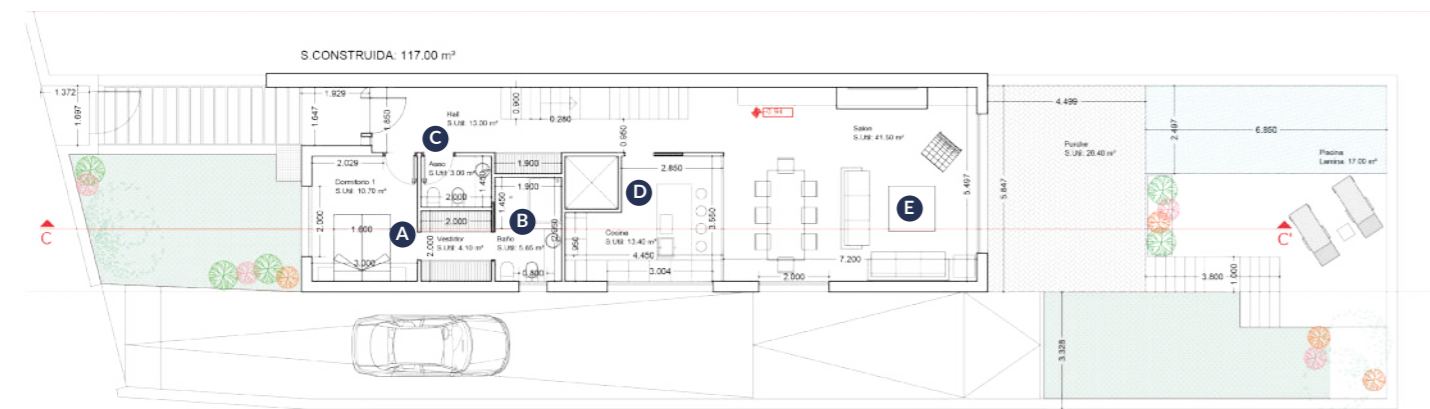 S.CONSTRUIDA: 117.00 m²
1.372
1.697
1.929
1.647
1.850
Hall
S.Util: 13.00 m²
0.900
0.280
0.950
Salon
S.Util: 41.50 m²
4.499
Porche
S.Util: 26.40 m²
2.497
6.850
Piscina
Lamina: 17.00 m²
C
2.029
Dormitorio 1
S.Util: 10.70 m²
Aseo
S.Util: 3.00 m²
1.450
2.000
1.900
1.900
1.450
D
2.850
5.497
5.847
2.000
1.600
3.000
A
2.000
2.000
Vestidor
S.Util: 4.10 m²
B
Baño
S.Util: 5.65 m²
0.800
1.950
Cocina
S.Util: 13.40 m²
4.450
3.004
3.550
E
7.200
2.000
C
C'
3.800
1.000
3.328